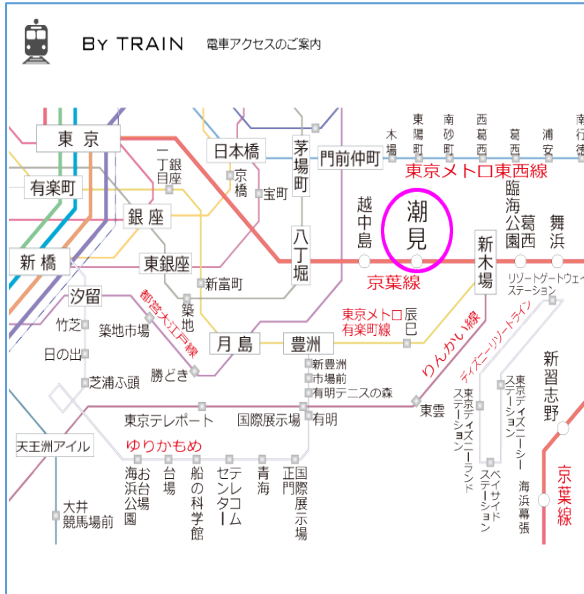 BY TRAIN 電車アクセスのご案内
東京
有楽町
新橋
汐留
竹芝
日の出
芝浦ふ頭
天王洲アイル
大井
競馬場前
銀座
一丁目
銀座
東銀座
築地市場
都営大江戸線
勝どき
日本橋
京橋
宝町
新富町
築地
月島
茅場町
八丁堀
門前仲町
木場
東陽町
南砂町
西葛西
葛西
浦安
南行徳
東京メトロ東西線
越中島
潮見
新木場
葛西
臨海公園
舞浜
京葉線
東京メトロ
有楽町線
辰巳
豊洲
新豊洲
市場前
有明テニスの森
有明
国際展示場
東京テレポート
東雲
りんかい線
ゆりかもめ
お台場
海浜公園
台場
船の科学館
テレコム
センター
青海
国際展示場
正門
リゾートゲートウェイ
ステーション
ディズニーリゾートライン
東京ディズニーランド
ステーション
東京ディズニーシー
ステーション
ベイサイド
ステーション
新習志野
海浜幕張
京葉線